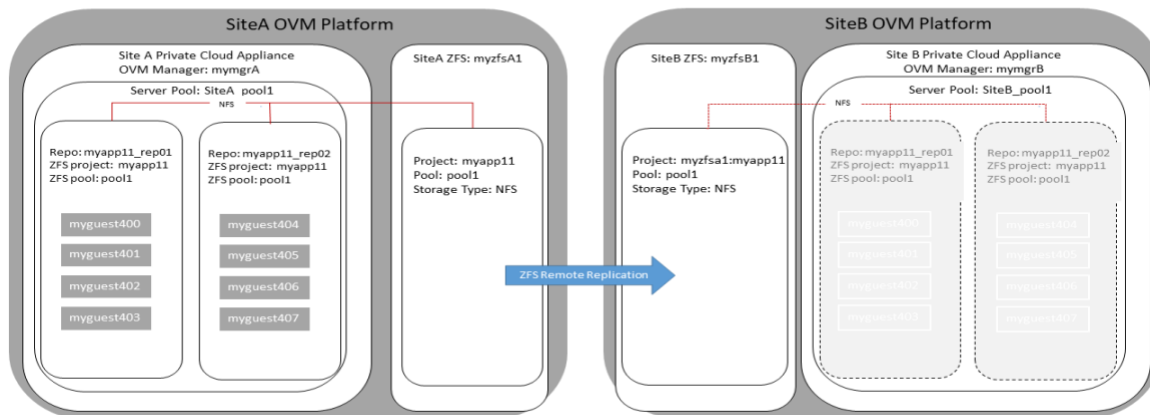 SiteA OVM Platform
Site A Private Cloud Appliance
OVM Manager: mymgrA
Server Pool: SiteA_pool1
NFS
Repo: myapp11_rep01
ZFS project: myapp11
ZFS pool: pool1
myguest400
myguest401
myguest402
myguest403
Repo: myapp11_rep02
ZFS project: myapp11
ZFS pool: pool1
myguest404
myguest405
myguest406
myguest407
SiteA ZFS: myzfsA1
Project: myapp11
Pool: pool1
Storage Type: NFS
ZFS Remote Replication
SiteB OVM Platform
SiteB ZFS: myzfsB1
Project: myzfsa1:myapp11
Pool: pool1
Storage Type: NFS
Site B Private Cloud Appliance
OVM Manager: mymgrB
Server Pool: SiteB_pool1
NFS
Repo: myapp11_rep01
ZFS project: myapp11
ZFS pool: pool1
myguest400
myguest401
myguest402
myguest403
Repo: myapp11_rep02
ZFS project: myapp11
ZFS pool: pool1
myguest404
myguest405
myguest406
myguest407